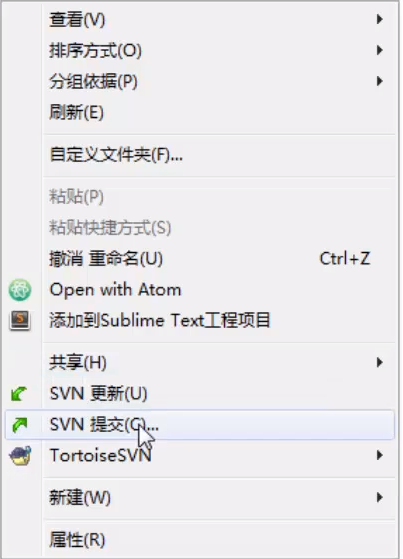 查看(V)
排序方式(O)
分组依据(P)
刷新(E)
自定义文件夹(F)...
粘贴(P)
粘贴快捷方式(S)
撤消 重命名(U) Ctrl+Z
Open with Atom
添加到Sublime Text工程项目
共享(H)
SVN 更新(U)
SVN 提交(C)...
TortoiseSVN
新建(W)
属性(R)